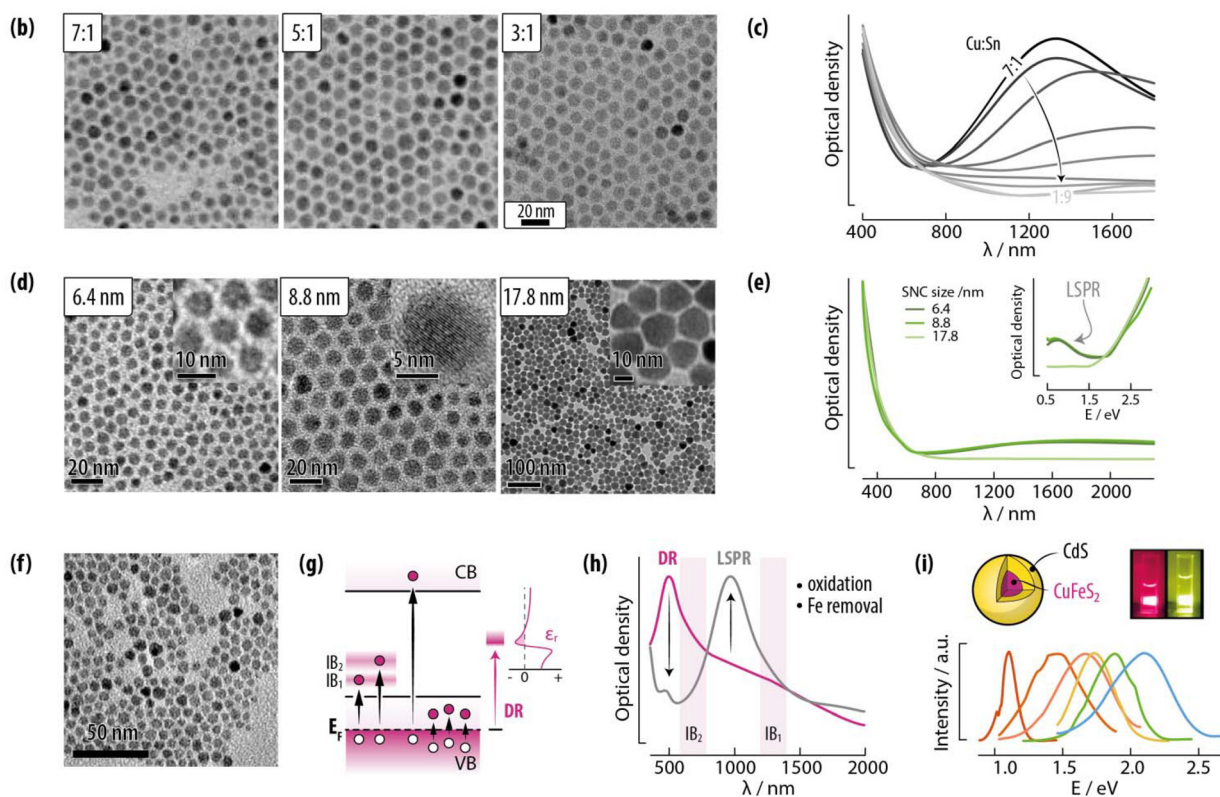 (b)
7:1
5:1
3:1
20 nm
(c)
Cu:Sn
7:1
1:9
Optical density
400
800
1200
1600
λ / nm
(d)
6.4 nm
10 nm
20 nm
8.8 nm
5 nm
20 nm
17.8 nm
10 nm
100 nm
(e)
SNC size /nm
6.4
8.8
17.8
Optical density
400
800
1200
1600
2000
λ / nm
LSPR
Optical density
0.5
1.5
2.5
E / eV
(f)
50 nm
(g)
CB
IB₂
IB₁
E_F
VB
DR
εᵣ
- 0 +
(h)
DR
LSPR
• oxidation
• Fe removal
Optical density
IB₂
IB₁
500
1000
1500
2000
λ / nm
(i)
CdS
CuFeS₂
Intensity / a.u.
1.0
1.5
2.0
2.5
E / eV